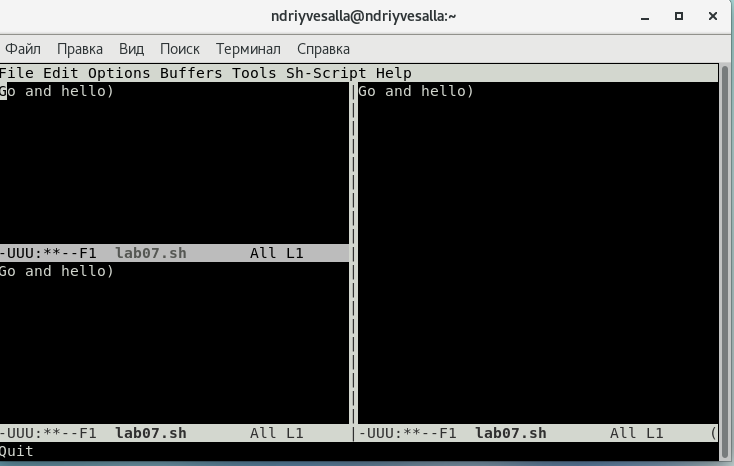 ndriyvesalla@ndriyvesalla:~
Файл Правка Вид Поиск Терминал Справка
File Edit Options Buffers Tools Sh-Script Help
Go and hello)
Go and hello)
-UUU:**--F1 lab07.sh All L1
Go and hello)
-UUU:**--F1 lab07.sh All L1
-UUU:**--F1 lab07.sh All L1 (
Quit